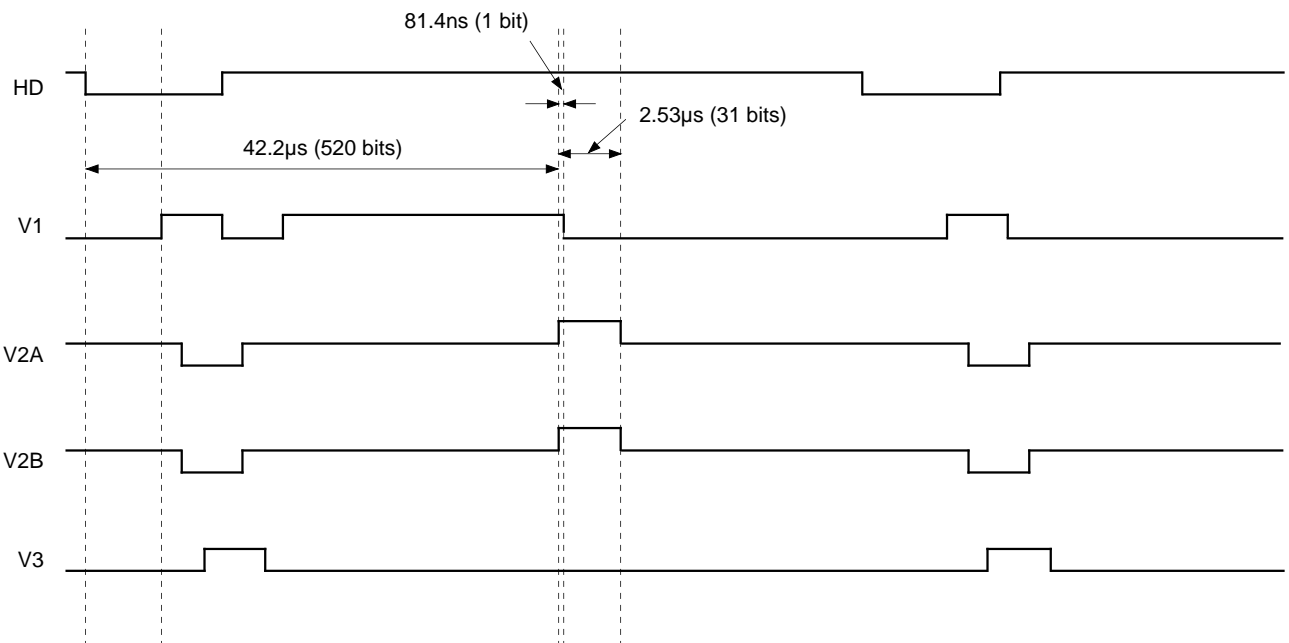 81.4ns (1 bit)
HD
2.53µs (31 bits)
42.2µs (520 bits)
V1
V2A
V2B
V3